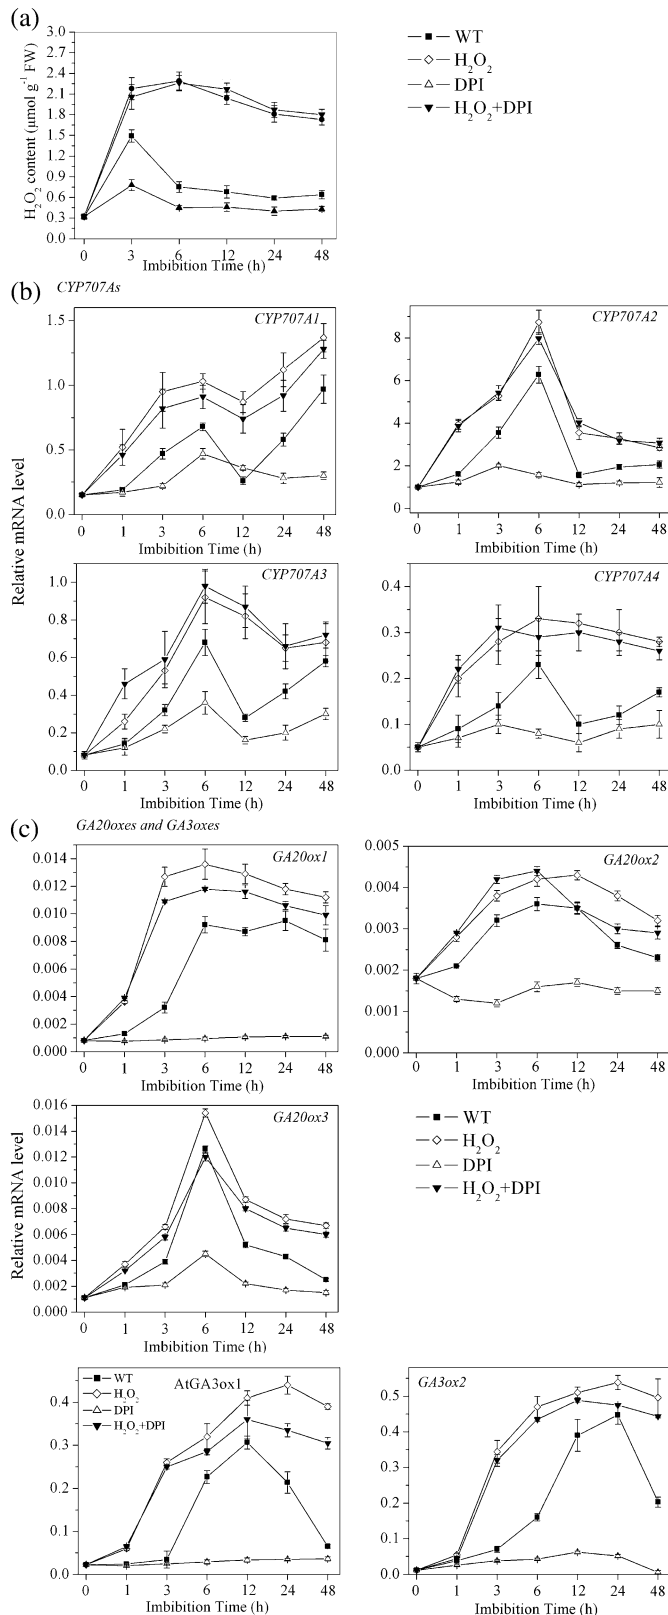 (a)
3.0
2.7
2.4
2.1
1.8
1.5
1.2
0.9
0.6
0.3
0.0
H₂O₂ content (μmol g⁻¹ FW)
0 3 6 12 24 48
Imbibition Time (h)
WT
H₂O₂
DPI
H₂O₂+DPI
(b)
CYP707As
Relative mRNA level
CYP707A1
1.5
1.0
0.5
0.0
0 1 3 6 12 24 48
Imbibition Time (h)
CYP707A2
8
6
4
2
0
0 1 3 6 12 24 48
Imbibition Time (h)
CYP707A3
1.0
0.8
0.6
0.4
0.2
0.0
0 1 3 6 12 24 48
Imbibition Time (h)
CYP707A4
0.4
0.3
0.2
0.1
0.0
0 1 3 6 12 24 48
Imbibition Time (h)
(c)
GA20oxes and GA3oxes
GA20ox1
0.014
0.012
0.010
0.008
0.006
0.004
0.002
0.000
0 1 3 6 12 24 48
Imbibition Time (h)
GA20ox2
0.005
0.004
0.003
0.002
0.001
0.000
0 1 3 6 12 24 48
Imbibition Time (h)
Relative mRNA level
GA20ox3
0.016
0.014
0.012
0.010
0.008
0.006
0.004
0.002
0.000
0 1 3 6 12 24 48
Imbibition Time (h)
WT
H₂O₂
DPI
H₂O₂+DPI
AtGA3ox1
WT
H₂O₂
DPI
H₂O₂+DPI
0.4
0.3
0.2
0.1
0.0
0 1 3 6 12 24 48
Imbibition Time (h)
GA3ox2
0.5
0.4
0.3
0.2
0.1
0.0
0 1 3 6 12 24 48
Imbibition Time (h)